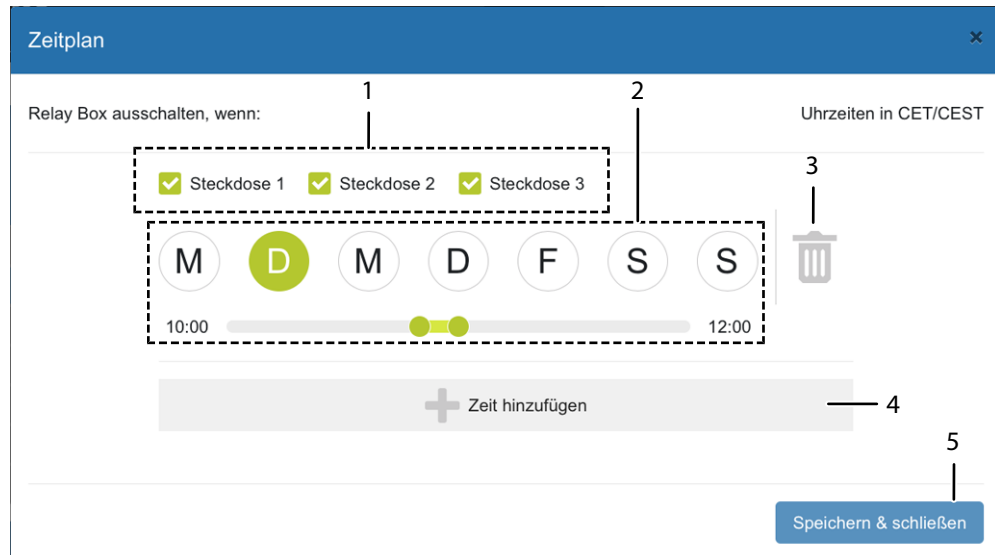 Zeitplan ×
1 2
Relay Box ausschalten, wenn: Uhrzeiten in CET/CEST
3
Steckdose 1 Steckdose 2 Steckdose 3
M D M D F S S
10:00 12:00
Zeit hinzufügen 4
5
Speichern & schließen